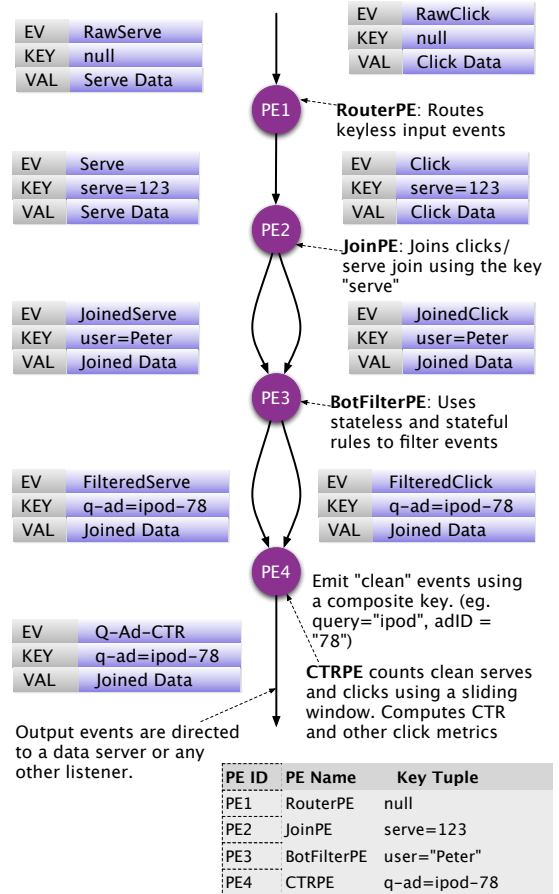 EV RawServe
KEY null
VAL Serve Data
EV RawClick
KEY null
VAL Click Data
PE1
RouterPE: Routes
keyless input events
EV Serve
KEY serve=123
VAL Serve Data
EV Click
KEY serve=123
VAL Click Data
PE2
JoinPE: Joins clicks/
serve join using the key
"serve"
EV JoinedServe
KEY user=Peter
VAL Joined Data
EV JoinedClick
KEY user=Peter
VAL Joined Data
PE3
BotFilterPE: Uses
stateless and stateful
rules to filter events
EV FilteredServe
KEY q-ad=ipod-78
VAL Joined Data
EV FilteredClick
KEY q-ad=ipod-78
VAL Joined Data
PE4
Emit "clean" events using
a composite key. (eg.
query="ipod", adID =
"78")
EV Q-Ad-CTR
KEY q-ad=ipod-78
VAL Joined Data
CTRPE counts clean serves
and clicks using a sliding
window. Computes CTR
and other click metrics
Output events are directed
to a data server or any
other listener.
PE ID PE Name Key Tuple
PE1 RouterPE null
PE2 JoinPE serve=123
PE3 BotFilterPE user="Peter"
PE4 CTRPE q-ad=ipod-78